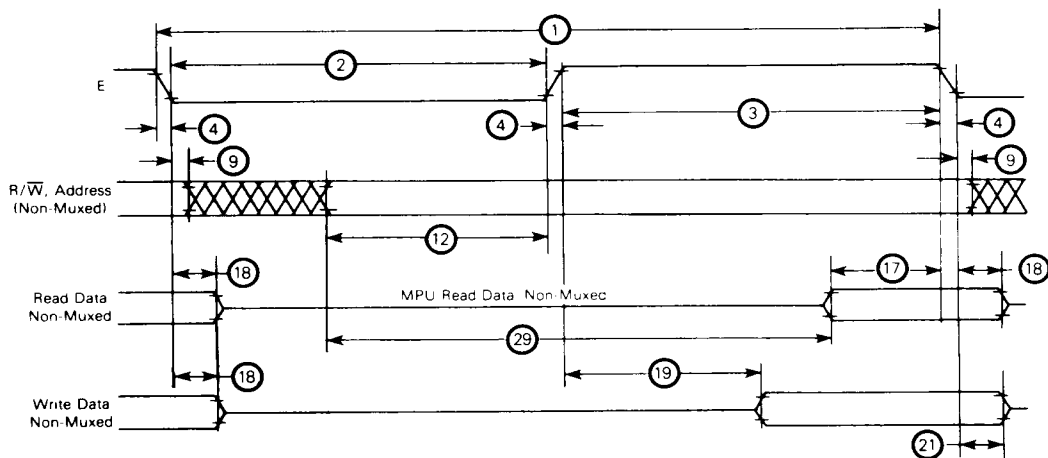 1
2
E
3
4
4
4
9
9
R/W̅, Address
(Non-Muxed)
12
18
17
18
Read Data
Non-Muxed
MPU Read Data Non-Muxec
29
18
19
Write Data
Non-Muxed
21